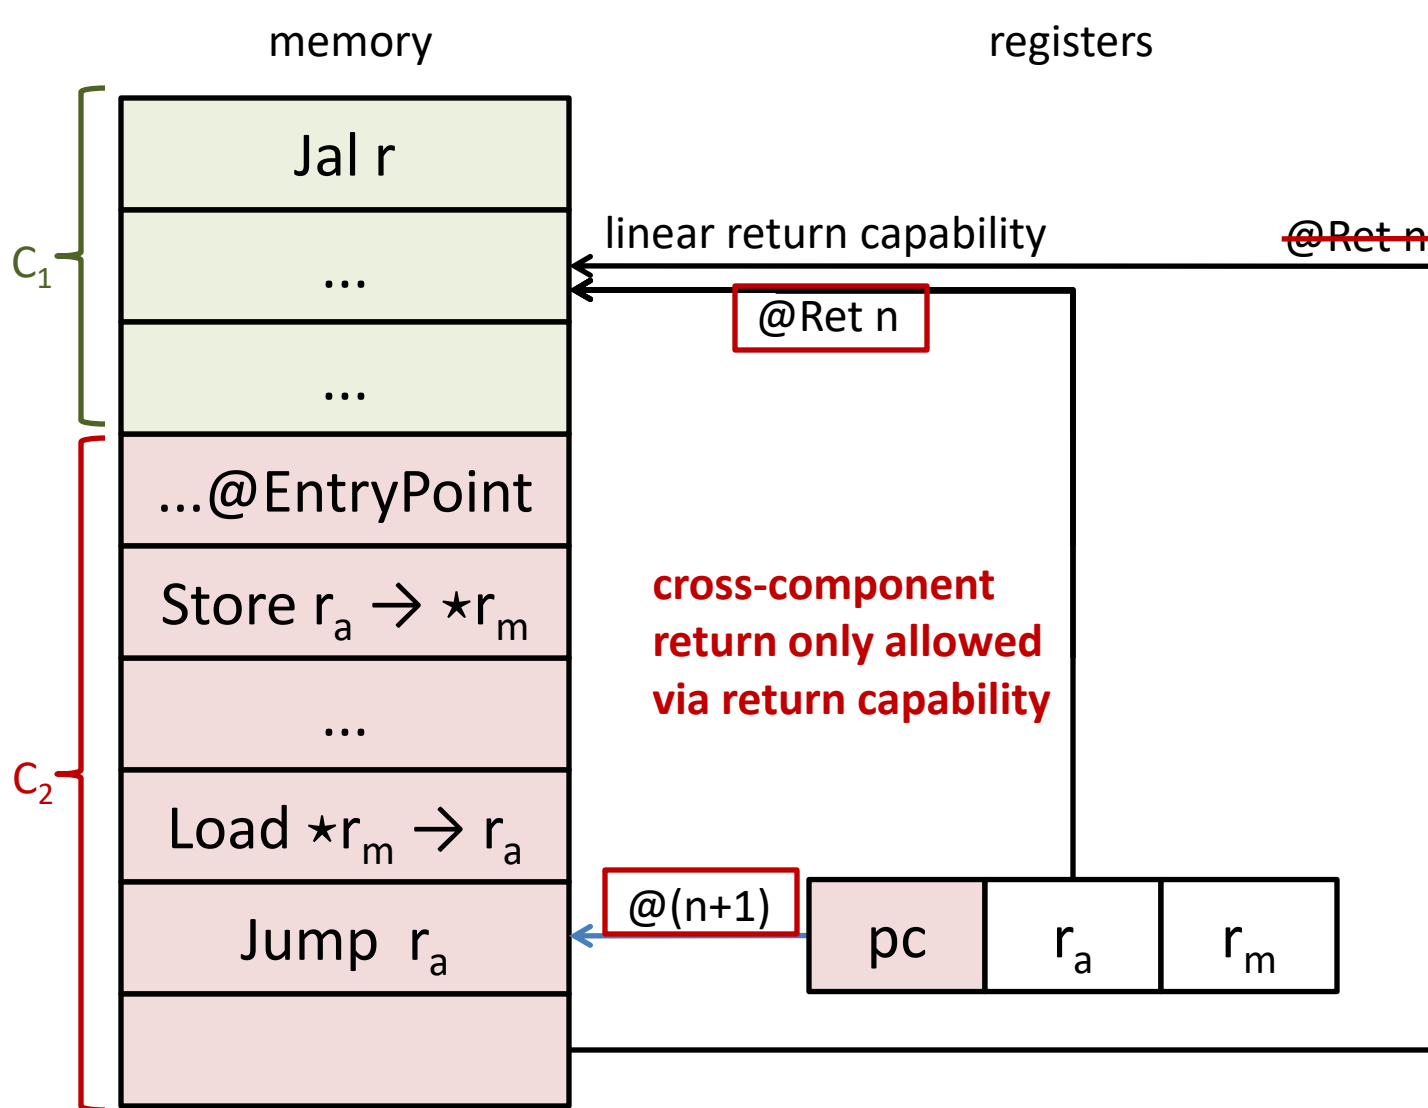 memory
registers
Jal r
linear return capability
@Ret n
...
C1
@Ret n
...
...@EntryPoint
Store ra → ⋆rm
cross-component
return only allowed
via return capability
...
C2
Load ⋆rm → ra
@(n+1)
Jump ra
pc
ra
rm